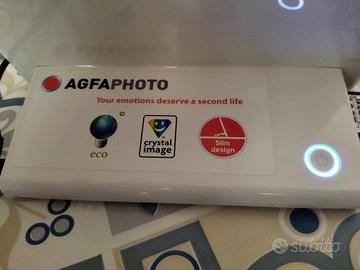 AGFAPHOTO
Your emotions deserve a second life
©
eco
crystal
image
Slim
design
subito